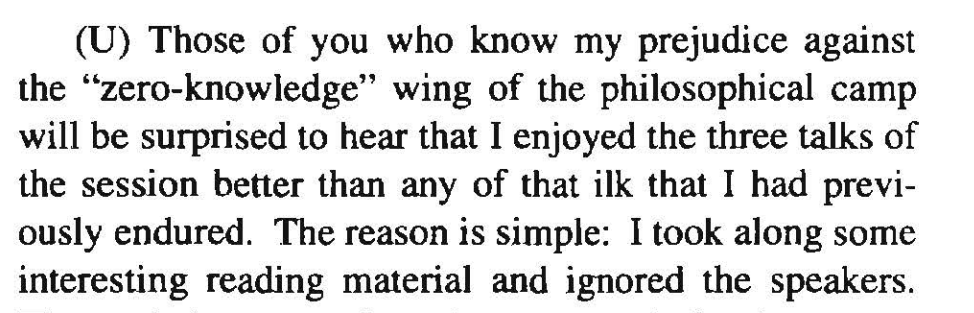 (U) Those of you who know my prejudice against
the “zero-knowledge” wing of the philosophical camp
will be surprised to hear that I enjoyed the three talks of
the session better than any of that ilk that I had previ-
ously endured. The reason is simple: I took along some
interesting reading material and ignored the speakers.